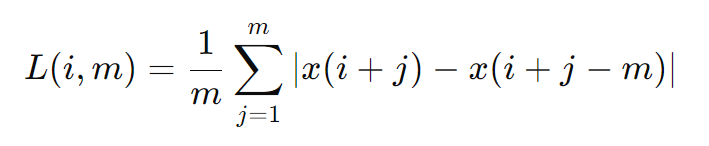 L(i, m) = \frac{1}{m} \sum_{j=1}^{m} |x(i + j) − x(i + j − m)|